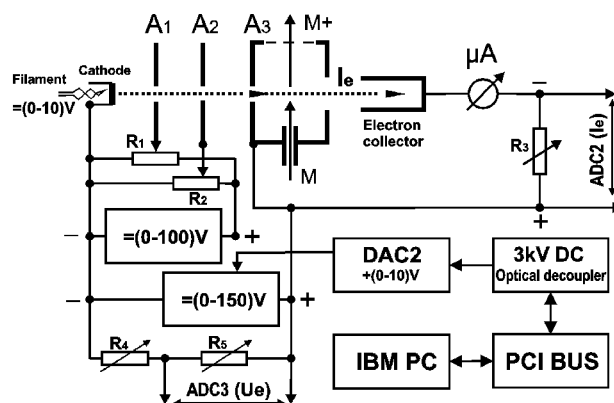 A1 A2 A3 M+
Filament
=(0-10)V
Cathode
Ie
μA
−
Electron
collector
R1
R2
R3
M
ADC2 (Ie)
+
− =(0-100)V +
− =(0-150)V +
DAC2
+(0-10)V
3kV DC
Optical decoupler
R4 R5
IBM PC
PCI BUS
ADC3 (Ue)